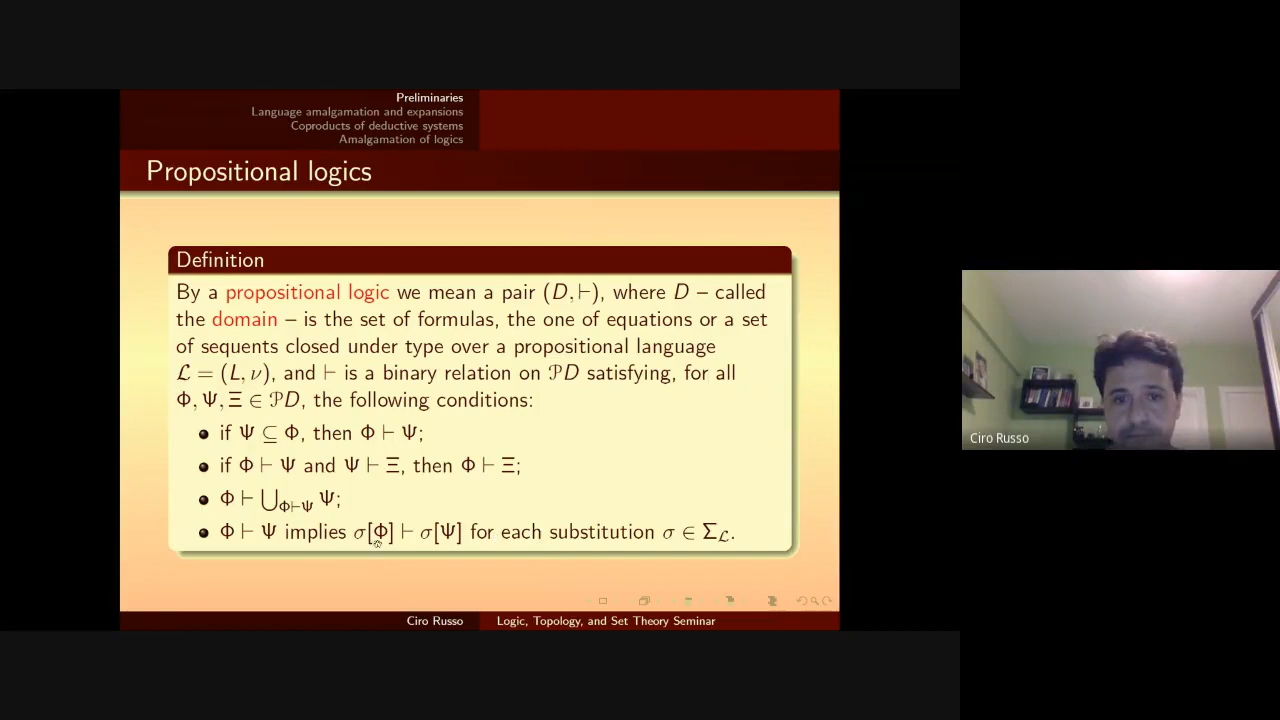 Preliminaries
Language amalgamation and expansions
Coproducts of deductive systems
Amalgamation of logics
Propositional logics
Definition
By a propositional logic we mean a pair (D, ⊢), where D – called
the domain – is the set of formulas, the one of equations or a set
of sequents closed under type over a propositional language
ℒ = (L, ν), and ⊢ is a binary relation on 𝒫D satisfying, for all
Φ, Ψ, Ξ ∈ 𝒫D, the following conditions:
if Ψ ⊆ Φ, then Φ ⊢ Ψ;
if Φ ⊢ Ψ and Ψ ⊢ Ξ, then Φ ⊢ Ξ;
Φ ⊢ ⋃_{Φ⊢Ψ} Ψ;
Φ ⊢ Ψ implies σ[Φ] ⊢ σ[Ψ] for each substitution σ ∈ Σ_ℒ.
Ciro Russo
Logic, Topology, and Set Theory Seminar
Ciro Russo